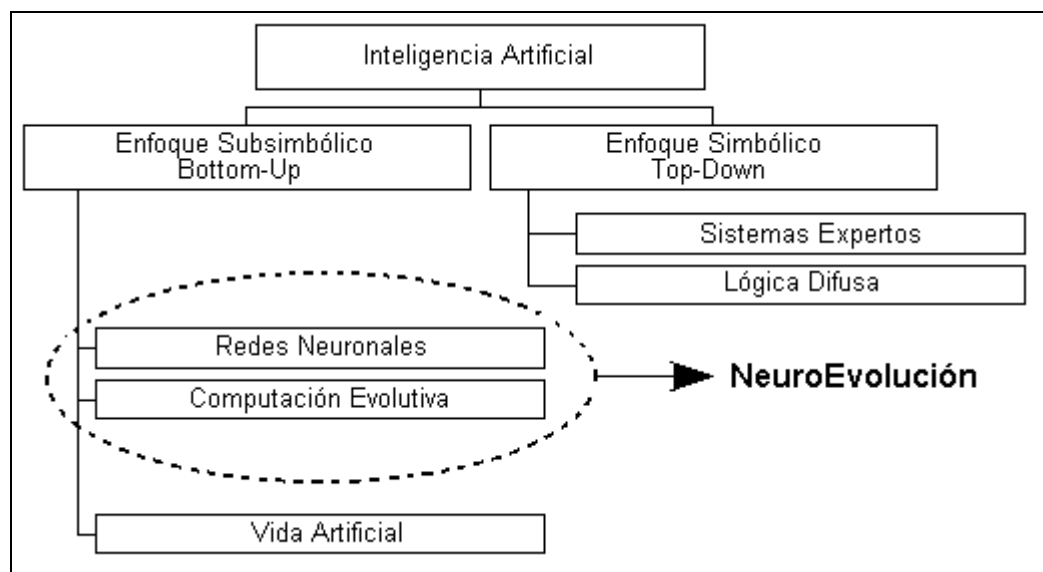 Inteligencia Artificial
Enfoque Subsimbólico
Bottom-Up
Enfoque Simbólico
Top-Down
Sistemas Expertos
Lógica Difusa
Redes Neuronales
Computación Evolutiva
NeuroEvolución
Vida Artificial